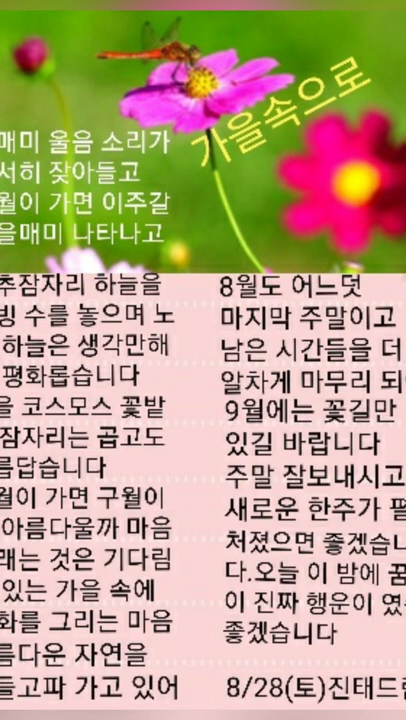 가을속으로
매미 울음 소리가
서히 잦아들고
월이 가면 이주갈
을매미 나타나고
추잠자리 하늘을
빙 수를 놓으며 노
하늘은 생각만해
평화롭습니다
을 코스모스 꽃밭
잠자리는 곱고도
름답습니다
월이 가면 구월이
아름다울까 마음
래는 것은 기다림
있는 가을 속에
화를 그리는 마음
름다운 자연을
들고파 가고 있어
8월도 어느덧
마지막 주말이고
남은 시간들을 더
알차게 마무리 되
9월에는 꽃길만
있길 바랍니다
주말 잘보내시고
새로운 한주가 펼
쳐졌으면 좋겠습니
다.오늘 이 밤에 꿈
이 진짜 행운이 였
좋겠습니다
8/28(토)진태드림